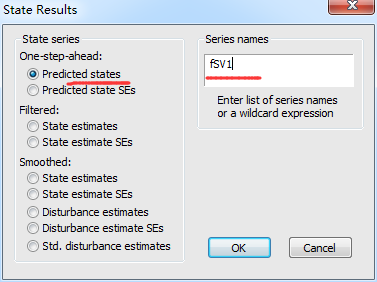 State Results
State series
One-step-ahead:
Predicted states
Predicted state SEs
Filtered:
State estimates
State estimate SEs
Smoothed:
State estimates
State estimate SEs
Disturbance estimates
Disturbance estimate SEs
Std. disturbance estimates
Series names
fSV1
Enter list of series names
or a wildcard expression
OK
Cancel